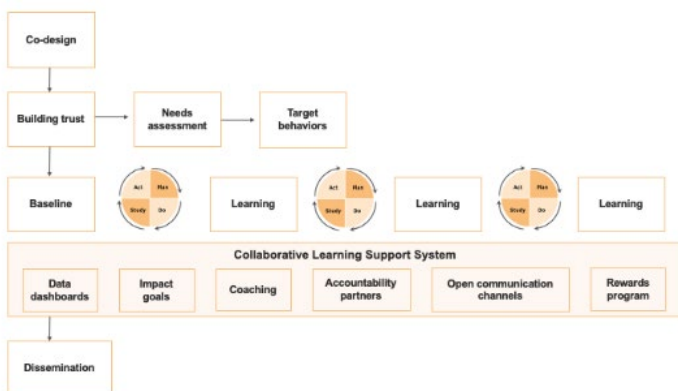 Co-design
Building trust
Needs
assessment
Target
behaviors
Baseline
Act Plan
Study Do
Learning
Act Plan
Study Do
Learning
Act Plan
Study Do
Learning
Collaborative Learning Support System
Data
dashboards
Impact
goals
Coaching
Accountability
partners
Open communication
channels
Rewards
program
Dissemination